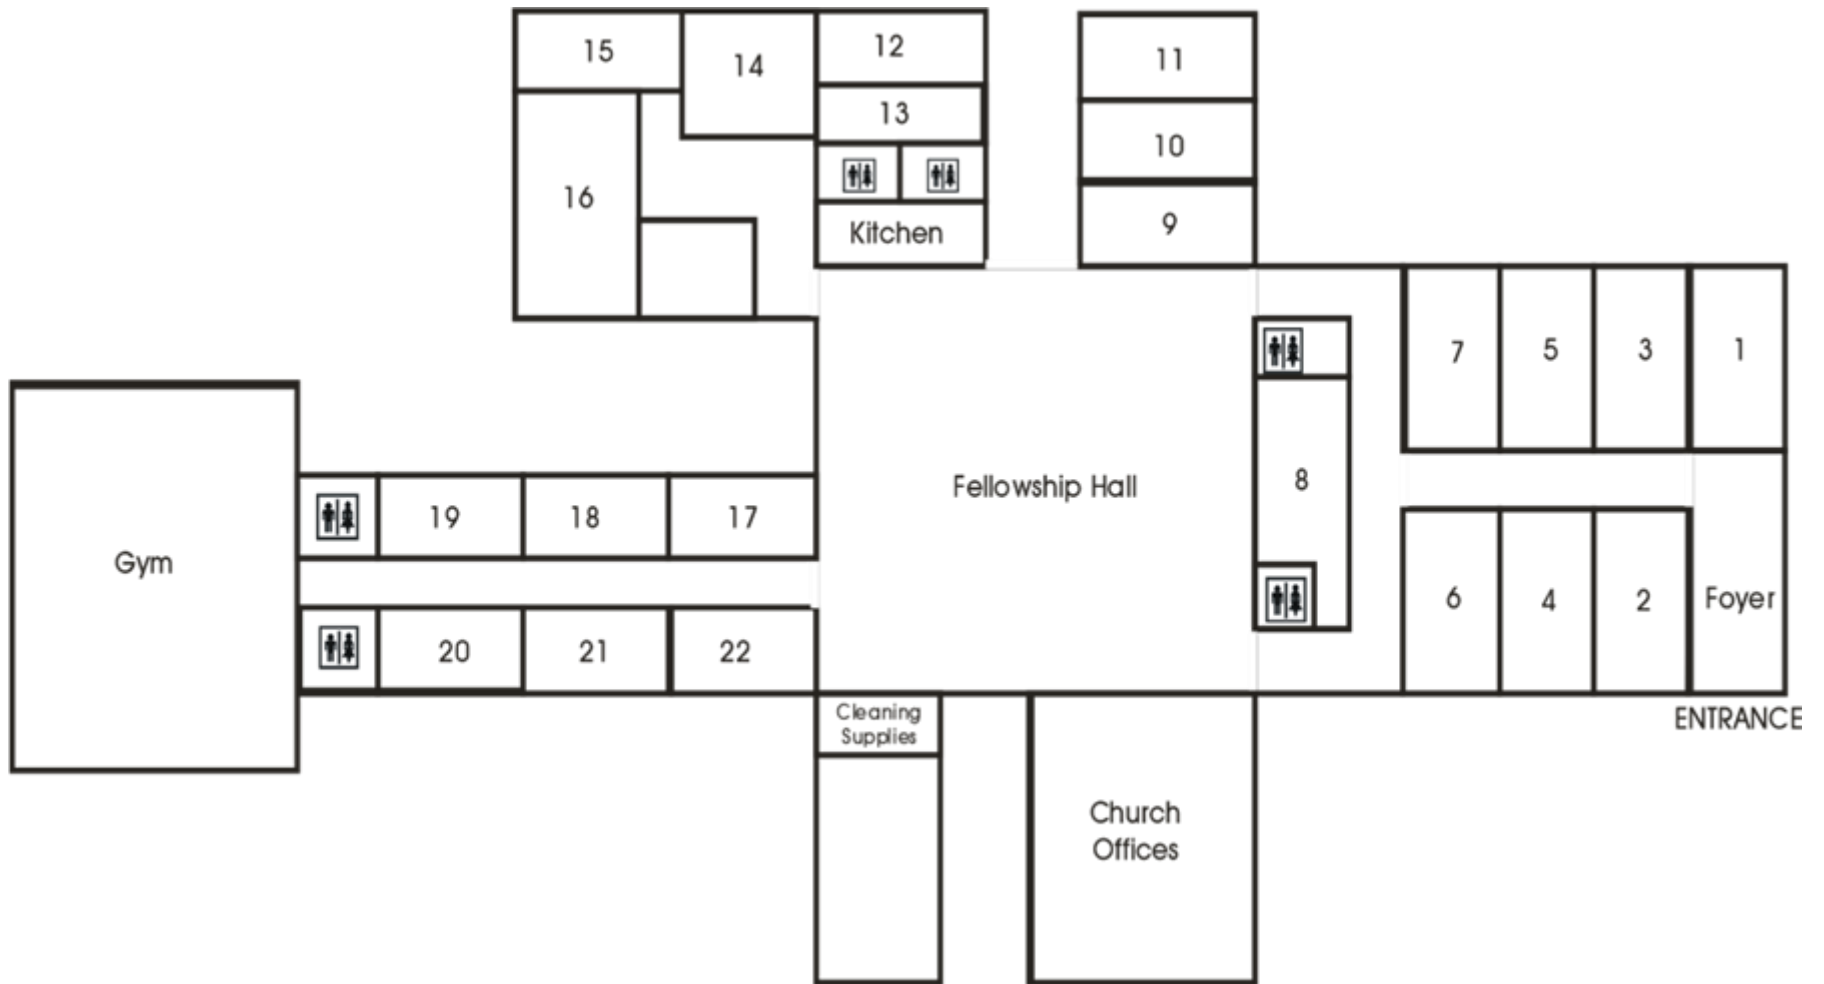 15
14
12
11
13
10
16
Kitchen
9
7
5
3
1
8
Fellowship Hall
19
18
17
Gym
6
4
2
Foyer
20
21
22
Cleaning
Supplies
ENTRANCE
Church
Offices